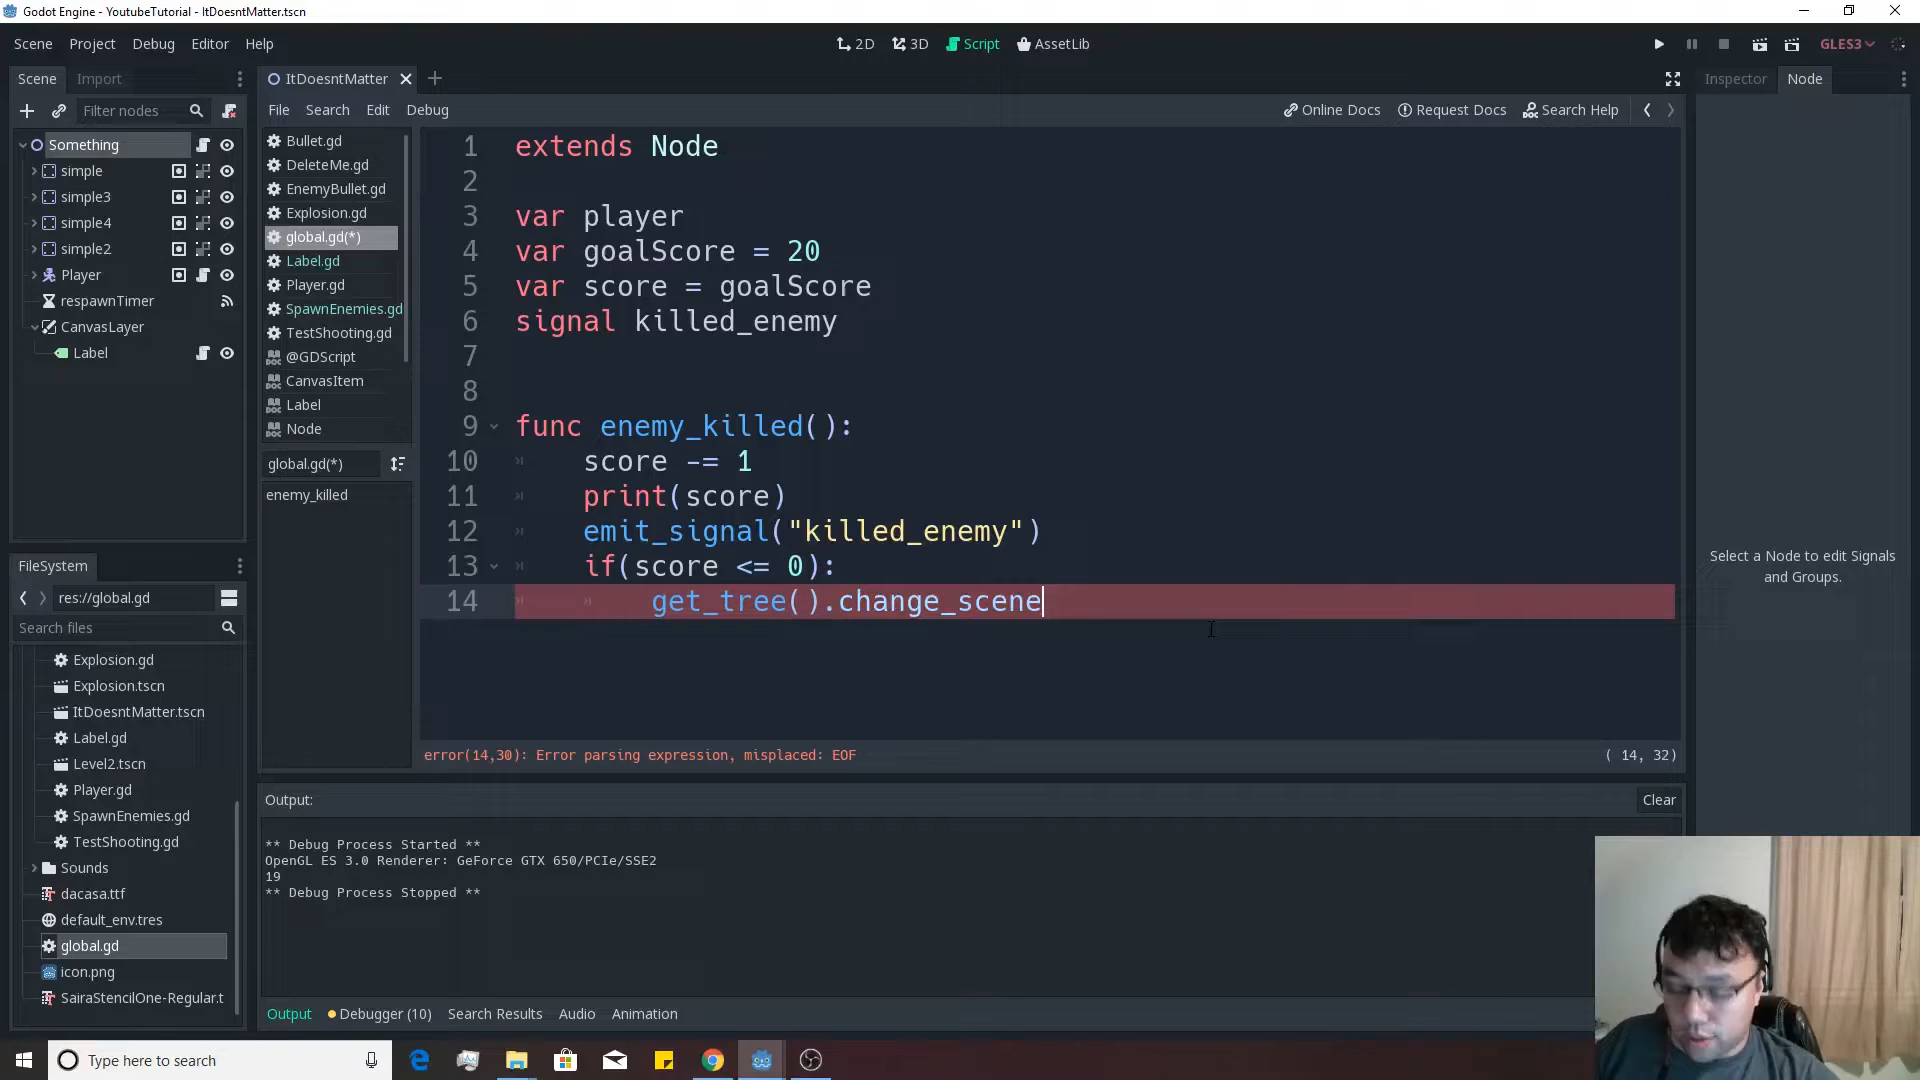 Godot Engine - YoutubeTutorial - ItDoesntMatter.tscn
Scene Project Debug Editor Help
2D 3D Script AssetLib
GLES3
Scene Import
ItDoesntMatter
Inspector Node
Filter nodes
File Search Edit Debug
Online Docs Request Docs Search Help
Something
simple
simple3
simple4
simple2
Player
respawnTimer
CanvasLayer
Label
Bullet.gd
DeleteMe.gd
EnemyBullet.gd
Explosion.gd
global.gd(*)
Label.gd
Player.gd
SpawnEnemies.gd
TestShooting.gd
@GDScript
CanvasItem
Label
Node
global.gd(*)
enemy_killed
1 extends Node
2
3 var player
4 var goalScore = 20
5 var score = goalScore
6 signal killed_enemy
7
8
9 func enemy_killed():
10 score -= 1
11 print(score)
12 emit_signal("killed_enemy")
13 if(score <= 0):
14 get_tree().change_scene
error(14,30): Error parsing expression, misplaced: EOF
( 14, 32)
Select a Node to edit Signals
and Groups.
FileSystem
res://global.gd
Search files
Explosion.gd
Explosion.tscn
ItDoesntMatter.tscn
Label.gd
Level2.tscn
Player.gd
SpawnEnemies.gd
TestShooting.gd
Sounds
dacasa.ttf
default_env.tres
global.gd
icon.png
SairaStencilOne-Regular.t
Output:
Clear
** Debug Process Started **
OpenGL ES 3.0 Renderer: GeForce GTX 650/PCIe/SSE2
19
** Debug Process Stopped **
Output Debugger (10) Search Results Audio Animation
Type here to search